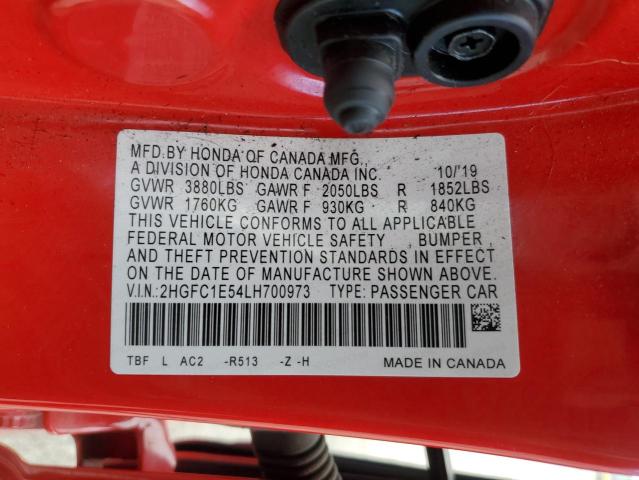 MFD.BY HONDA OF CANADA MFG.
A DIVISION OF HONDA CANADA INC. 10/'19
GVWR 3880LBS GAWR F 2050LBS R 1852LBS
GVWR 1760KG GAWR F 930KG R 840KG
THIS VEHICLE CONFORMS TO ALL APPLICABLE
FEDERAL MOTOR VEHICLE SAFETY , BUMPER ,
AND THEFT PREVENTION STANDARDS IN EFFECT
ON THE DATE OF MANUFACTURE SHOWN ABOVE.
V.I.N.: 2HGFC1E54LH700973 TYPE: PASSENGER CAR
TBF L AC2 -R513 -Z -H MADE IN CANADA